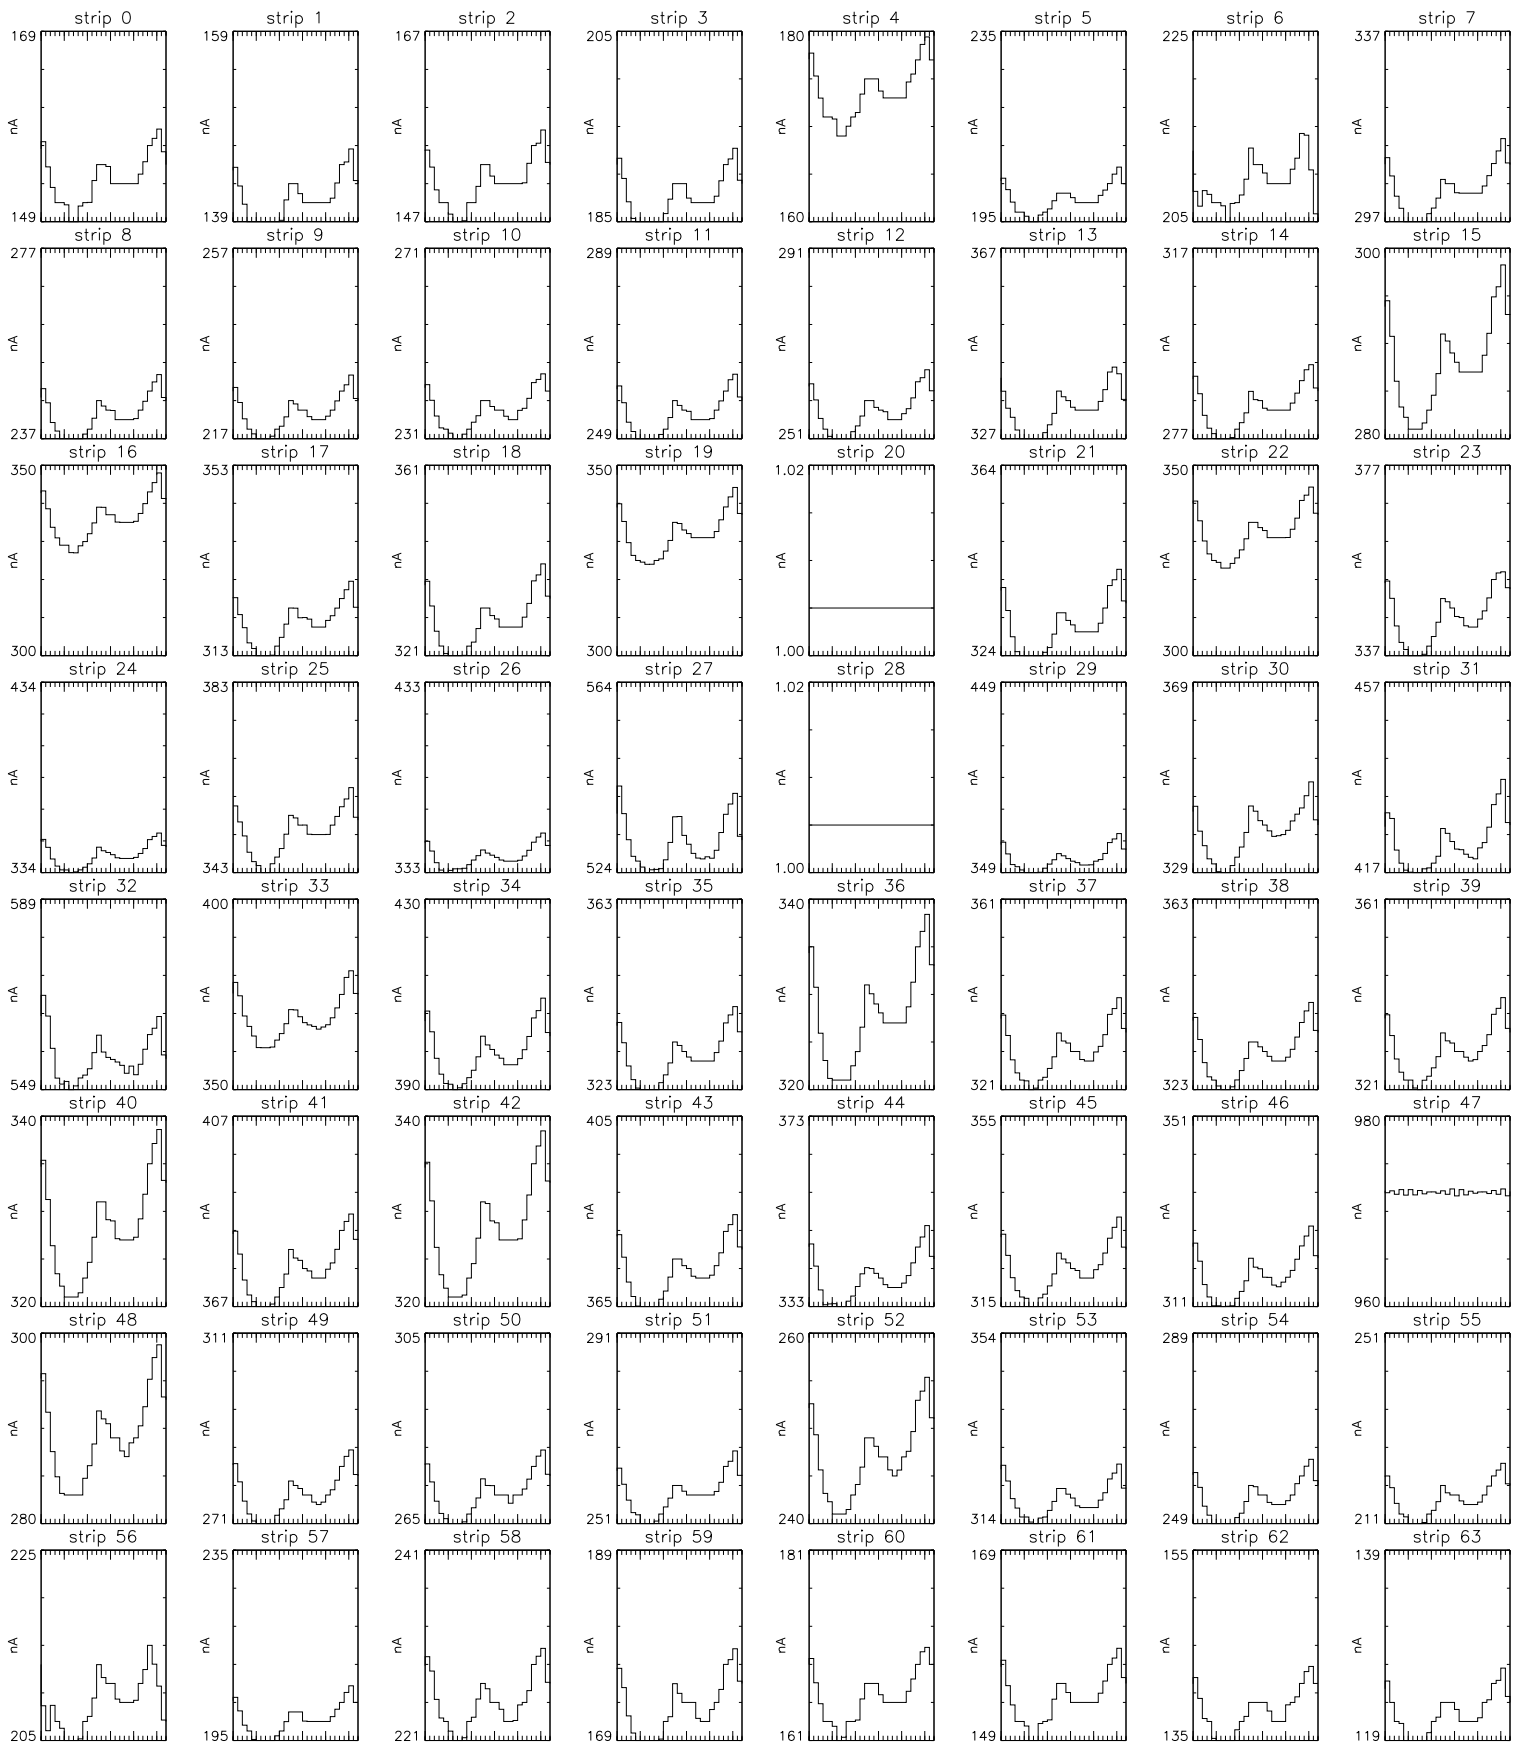 strip 0 strip 1 strip 2 strip 3 strip 4 strip 5 strip 6 strip 7
169 159 167 205 180 235 225 337
nA nA nA nA nA nA nA nA
149 139 147 185 160 195 205 297
strip 8 strip 9 strip 10 strip 11 strip 12 strip 13 strip 14 strip 15
277 257 271 289 291 367 317 300
nA nA nA nA nA nA nA nA
237 217 231 249 251 327 277 280
strip 16 strip 17 strip 18 strip 19 strip 20 strip 21 strip 22 strip 23
350 353 361 350 1.02 364 350 377
nA nA nA nA nA nA nA nA
300 313 321 300 1.00 324 300 337
strip 24 strip 25 strip 26 strip 27 strip 28 strip 29 strip 30 strip 31
434 383 433 564 1.02 449 369 457
nA nA nA nA nA nA nA nA
334 343 333 524 1.00 349 329 417
strip 32 strip 33 strip 34 strip 35 strip 36 strip 37 strip 38 strip 39
589 400 430 363 340 361 363 361
nA nA nA nA nA nA nA nA
549 350 390 323 320 321 323 321
strip 40 strip 41 strip 42 strip 43 strip 44 strip 45 strip 46 strip 47
340 407 340 405 373 355 351 980
nA nA nA nA nA nA nA nA
320 367 320 365 333 315 311 960
strip 48 strip 49 strip 50 strip 51 strip 52 strip 53 strip 54 strip 55
300 311 305 291 260 354 289 251
nA nA nA nA nA nA nA nA
280 271 265 251 240 314 249 211
strip 56 strip 57 strip 58 strip 59 strip 60 strip 61 strip 62 strip 63
225 235 241 189 181 169 155 139
nA nA nA nA nA nA nA nA
205 195 221 169 161 149 135 119